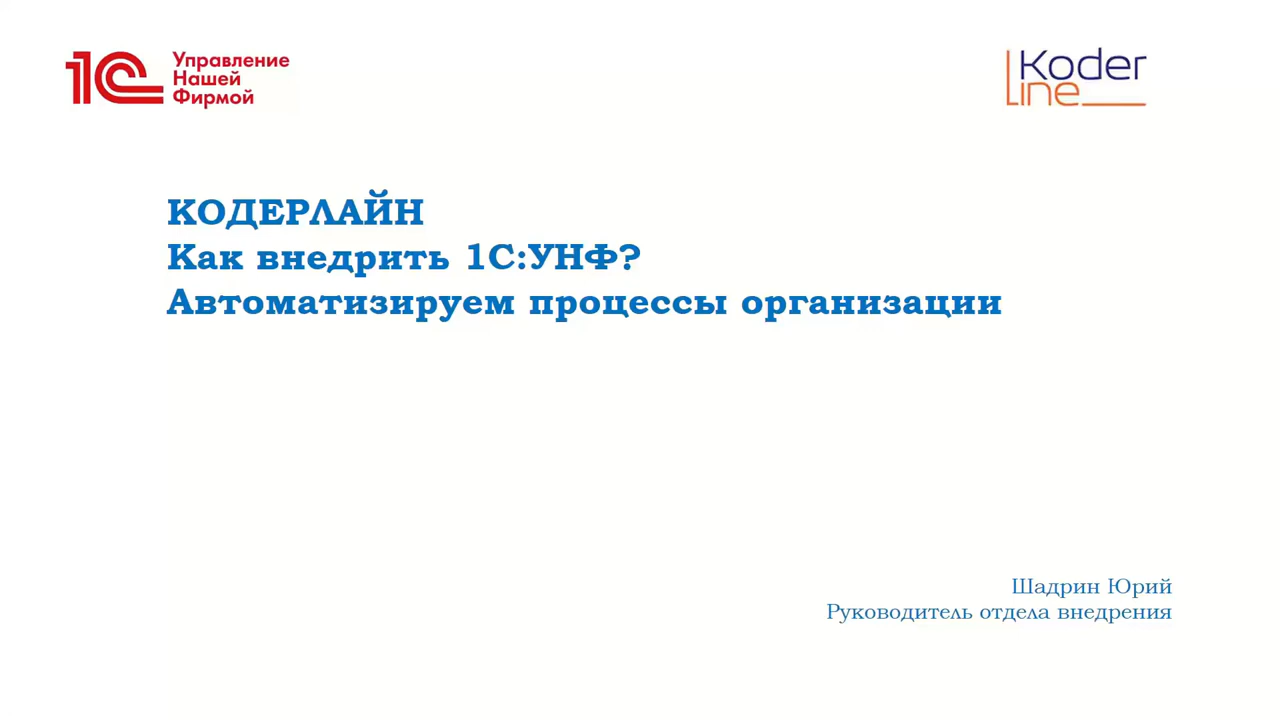 1С Управление
Нашей
Фирмой
Koder
Line
КОДЕРЛАЙН
Как внедрить 1С:УНФ?
Автоматизируем процессы организации
Шадрин Юрий
Руководитель отдела внедрения